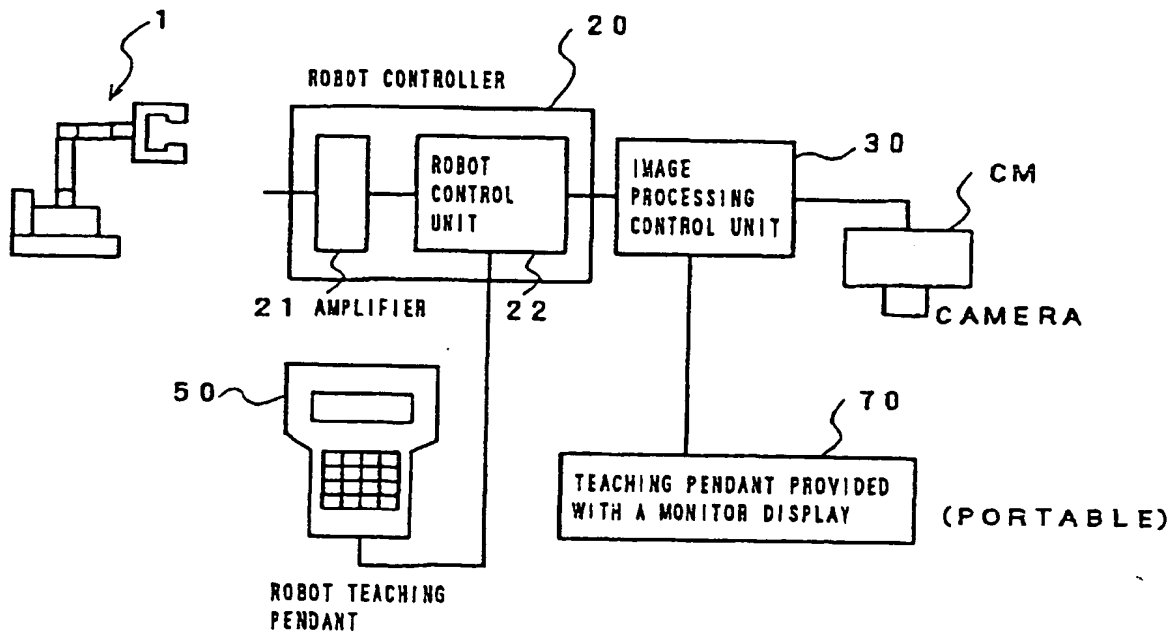 1
20
ROBOT CONTROLLER
30
CM
ROBOT
CONTROL
UNIT
IMAGE
PROCESSING
CONTROL UNIT
21 AMPLIFIER
22
CAMERA
50
70
TEACHING PENDANT PROVIDED
WITH A MONITOR DISPLAY
(PORTABLE)
ROBOT TEACHING
PENDANT